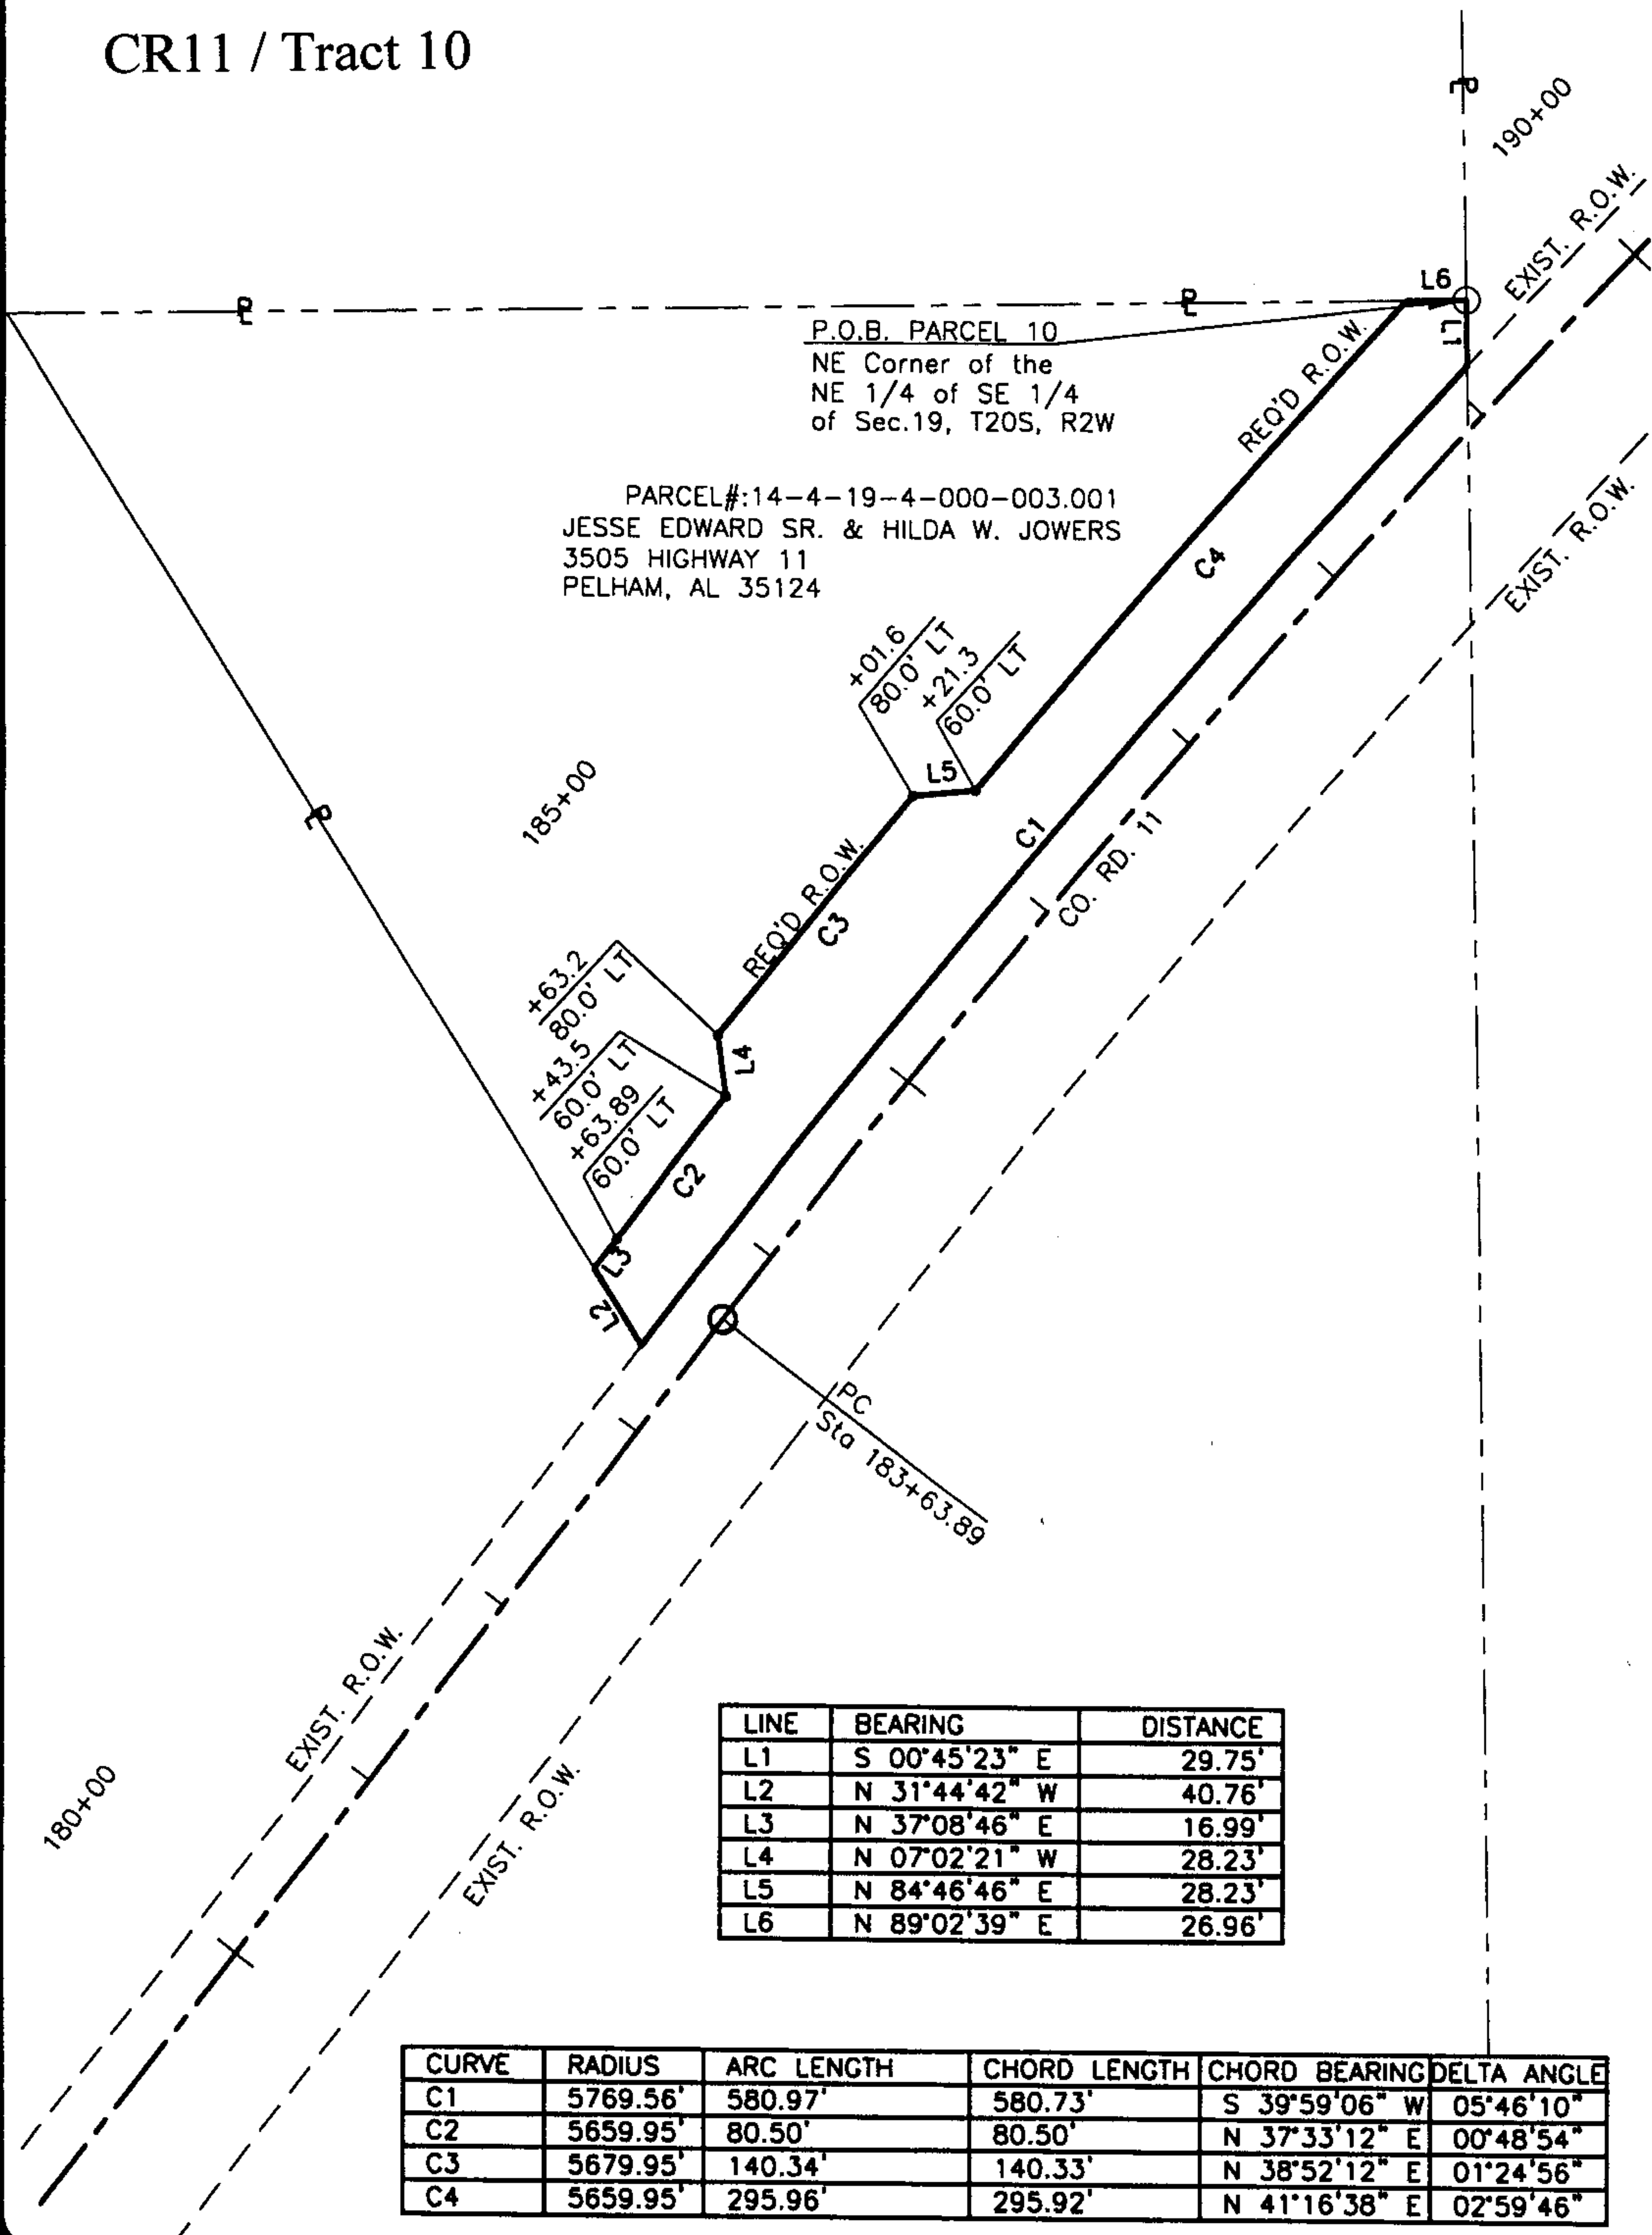 CR11 / Tract 10
190+00
EXIST. R.O.W.
L6
L1
P.O.B. PARCEL 10
NE Corner of the
NE 1/4 of SE 1/4
of Sec.19, T20S, R2W
REQ'D R.O.W.
EXIST. R.O.W.
PARCEL#:14-4-19-4-000-003.001
JESSE EDWARD SR. & HILDA W. JOWERS
3505 HIGHWAY 11
PELHAM, AL 35124
C4
+01.6
80.0' LT
+21.3
60.0' LT
L5
185+00
C1
CO. RD. 11
REQ'D R.O.W.
C3
+63.2
80.0' LT
+43.5
60.0' LT
+63.89
60.0' LT
L4
C2
L3
L2
PC
Sta 183+63.89
EXIST. R.O.W.
EXIST. R.O.W.
180+00
LINE BEARING DISTANCE
L1 S 00°45'23" E 29.75'
L2 N 31°44'42" W 40.76'
L3 N 37°08'46" E 16.99'
L4 N 07°02'21" W 28.23'
L5 N 84°46'46" E 28.23'
L6 N 89°02'39" E 26.96'
CURVE RADIUS ARC LENGTH CHORD LENGTH CHORD BEARING DELTA ANGLE
C1 5769.56' 580.97' 580.73' S 39°59'06" W 05°46'10"
C2 5659.95' 80.50' 80.50' N 37°33'12" E 00°48'54"
C3 5679.95' 140.34' 140.33' N 38°52'12" E 01°24'56"
C4 5659.95' 295.96' 295.92' N 41°16'38" E 02°59'46"